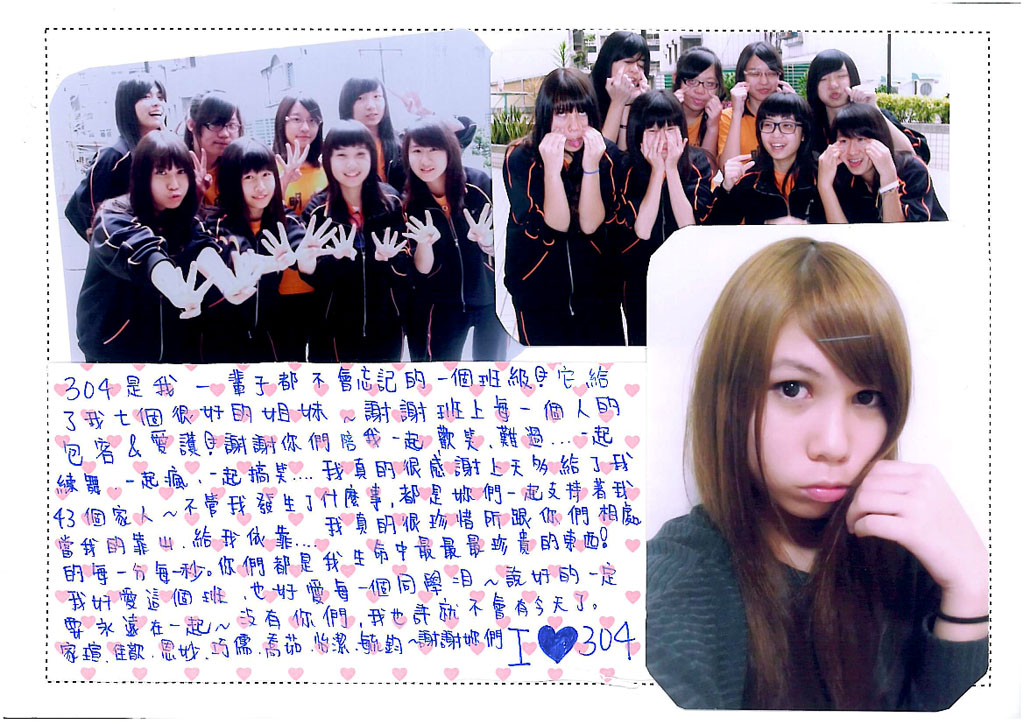 304是我一輩子都不會忘記的一個班級!它給
了我七個很好的姐妹~謝謝班上每一個人的
包容&愛護!謝謝你們陪我一起歡笑、難過...一起
練舞、一起瘋、一起搞笑....我真的很感謝上天多給了我
43個家人~不管我發生了什麼事,都是妳們一起支持著我
當我的靠山、給我依靠... 我真的很珍惜所跟你們相處
的每一分每一秒。你們都是我生命中最最最珍貴的東西!
我好愛這個班、也好愛每一個同學 泪~說好的一定
要永遠在一起~沒有你們,我也許就不會有今天了。
家瑄、佳歡、恩妙、巧儒、喬茹、怡潔、毓鈞~謝謝妳們
I ♥ 304